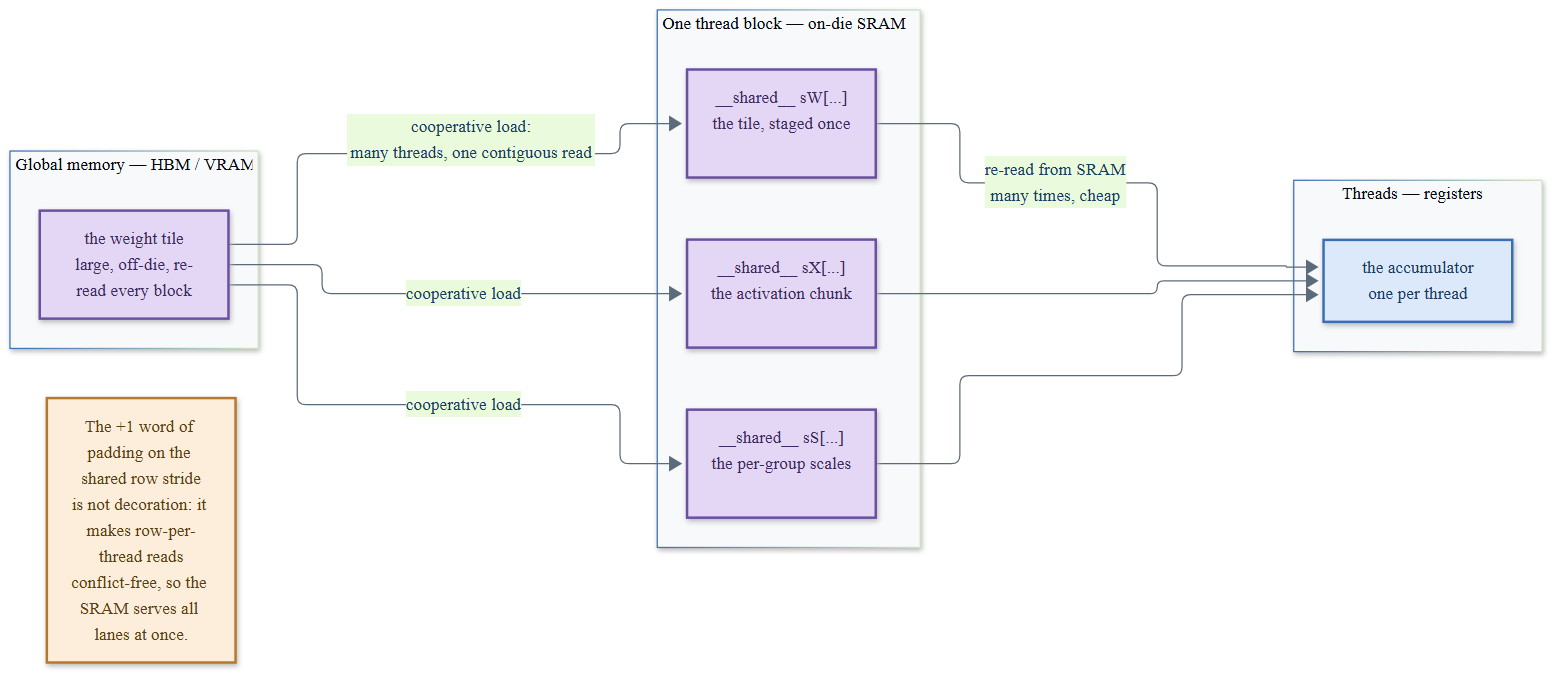 Global memory — HBM / VRAM
the weight tile
large, off-die, re-
read every block
The +1 word of
padding on the
shared row stride
is not decoration: it
makes row-per-
thread reads
conflict-free, so the
SRAM serves all
lanes at once.
cooperative load:
many threads, one contiguous read
cooperative load
cooperative load
One thread block — on-die SRAM
__shared__ sW[...]
the tile, staged once
__shared__ sX[...]
the activation chunk
__shared__ sS[...]
the per-group scales
re-read from SRAM
many times, cheap
Threads — registers
the accumulator
one per thread